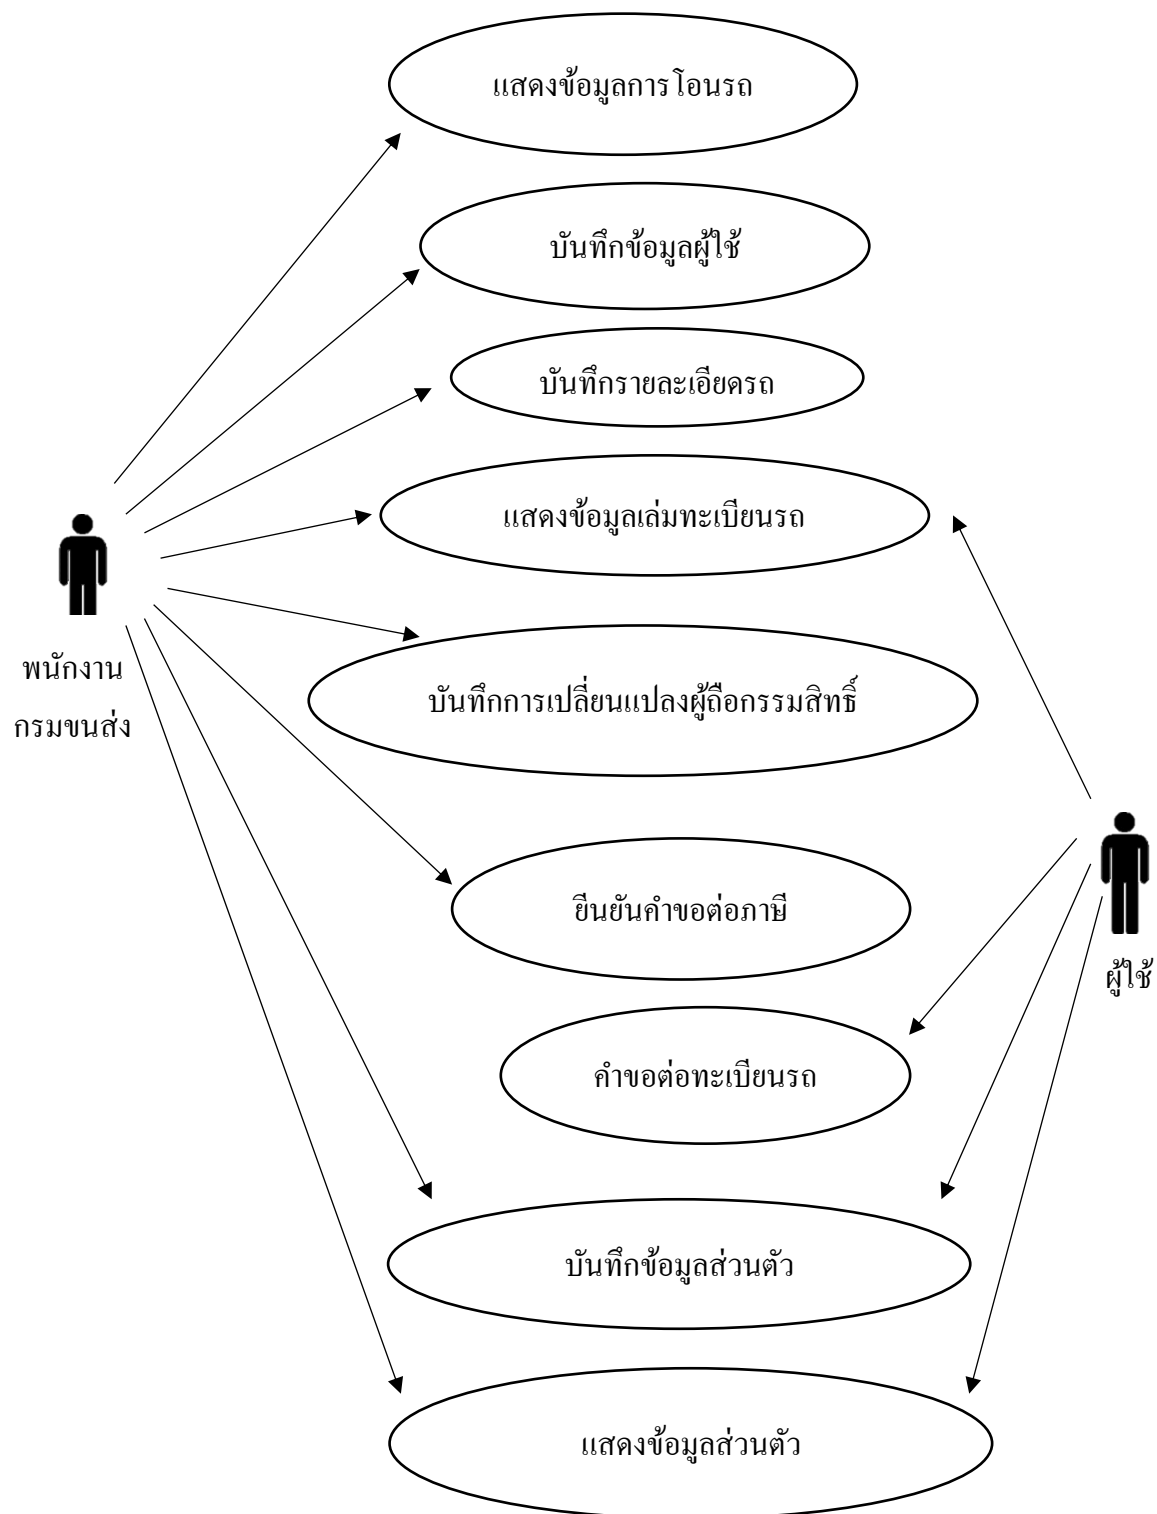 แสดงข้อมูลการโอนรถ
บันทึกข้อมูลผู้ใช้
บันทึกรายละเอียดรถ
แสดงข้อมูลเล่มทะเบียนรถ
พนักงาน
กรมขนส่ง
บันทึกการเปลี่ยนแปลงผู้ถือกรรมสิทธิ์
ยืนยันคำขอต่อภาษี
ผู้ใช้
คำขอต่อทะเบียนรถ
บันทึกข้อมูลส่วนตัว
แสดงข้อมูลส่วนตัว